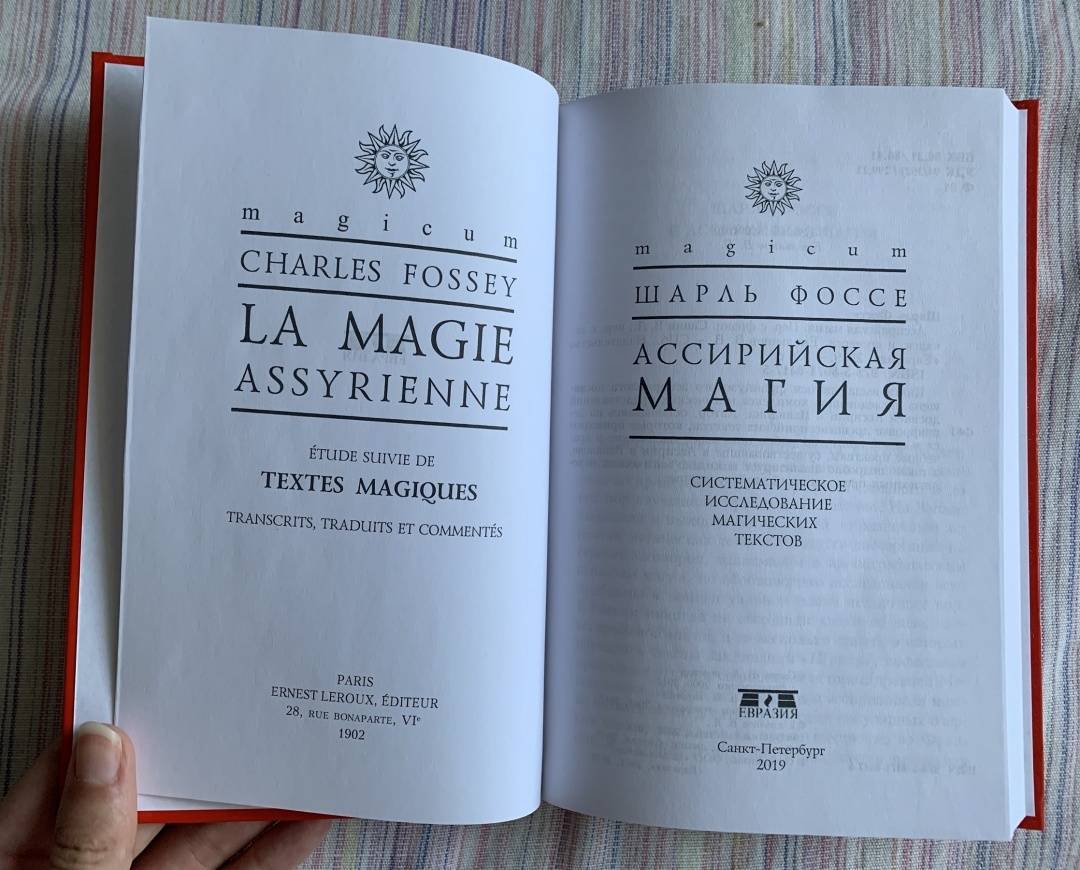 magicum
CHARLES FOSSEY
LA MAGIE
ASSYRIENNE
ÉTUDE SUIVIE DE
TEXTES MAGIQUES
TRANSCRITS, TRADUITS ET COMMENTÉS
PARIS
ERNEST LEROUX, ÉDITEUR
28, RUE BONAPARTE, VIᵉ
1902
magicum
ШАРЛЬ ФОССЕ
АССИРИЙСКАЯ
МАГИЯ
СИСТЕМАТИЧЕСКОЕ
ИССЛЕДОВАНИЕ
МАГИЧЕСКИХ
ТЕКСТОВ
ЕВРАЗИЯ
Санкт-Петербург
2019